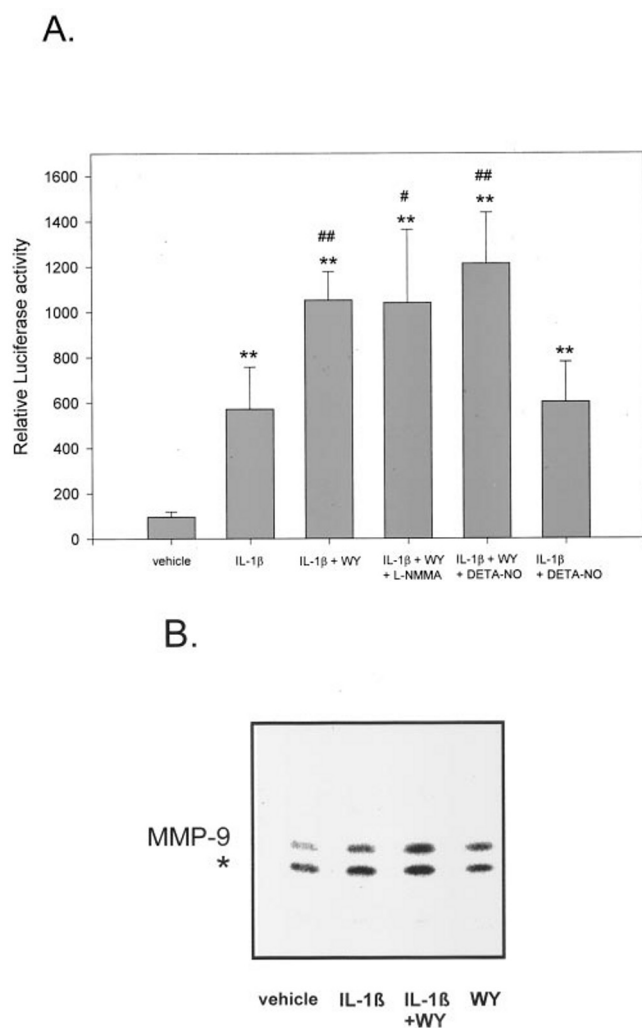 A.
Relative Luciferase activity
1600
1400
1200
1000
800
600
400
200
0
**
##
**
#
**
##
**
**
vehicle
IL-1β
IL-1β + WY
IL-1β + WY
+ L-NMMA
IL-1β + WY
+ DETA-NO
IL-1β
+ DETA-NO
B.
MMP-9
*
vehicle
IL-1ß
IL-1ß
+WY
WY